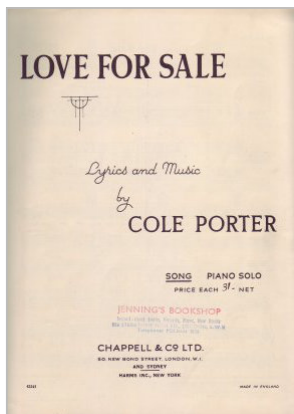 LOVE FOR SALE
Lyrics and Music
by
COLE PORTER
SONG PIANO SOLO
PRICE EACH 3/- NET
JENNING'S BOOKSHOP
CHAPPELL & CO LTD.
50, NEW BOND STREET, LONDON, W.1.
AND SYDNEY
HARMS INC., NEW YORK
MADE IN ENGLAND